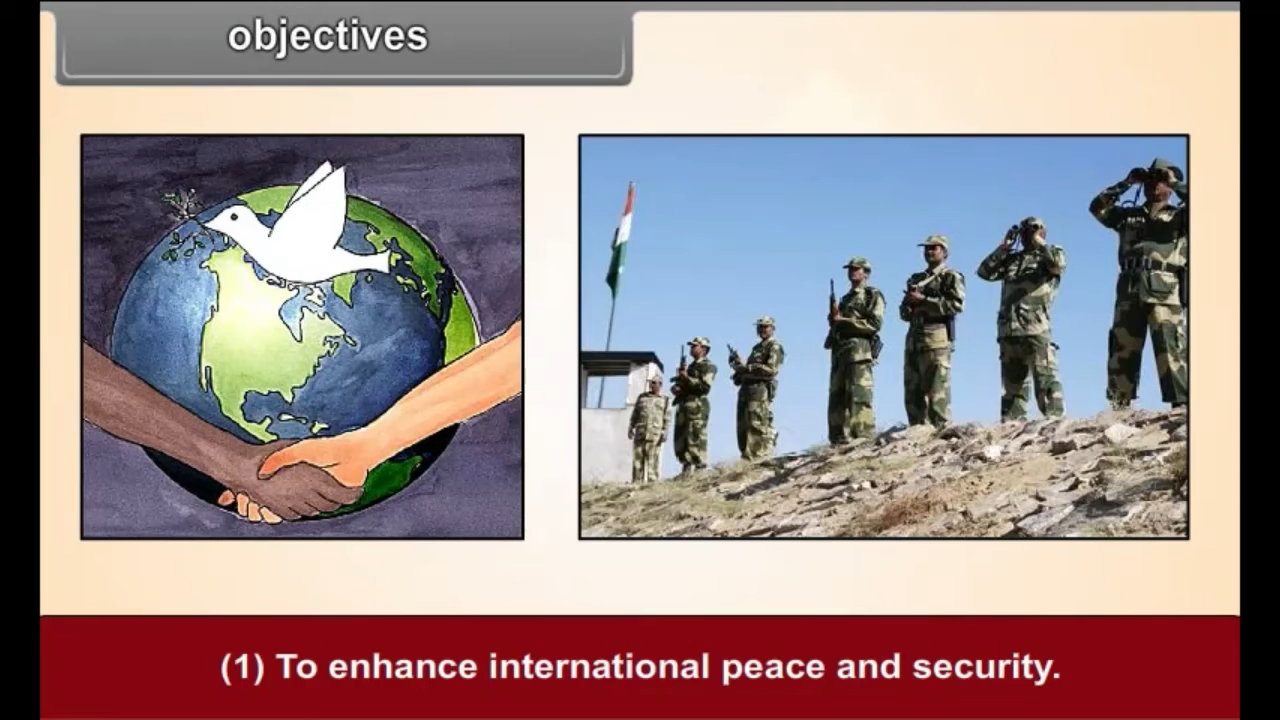 objectives
(1) To enhance international peace and security.